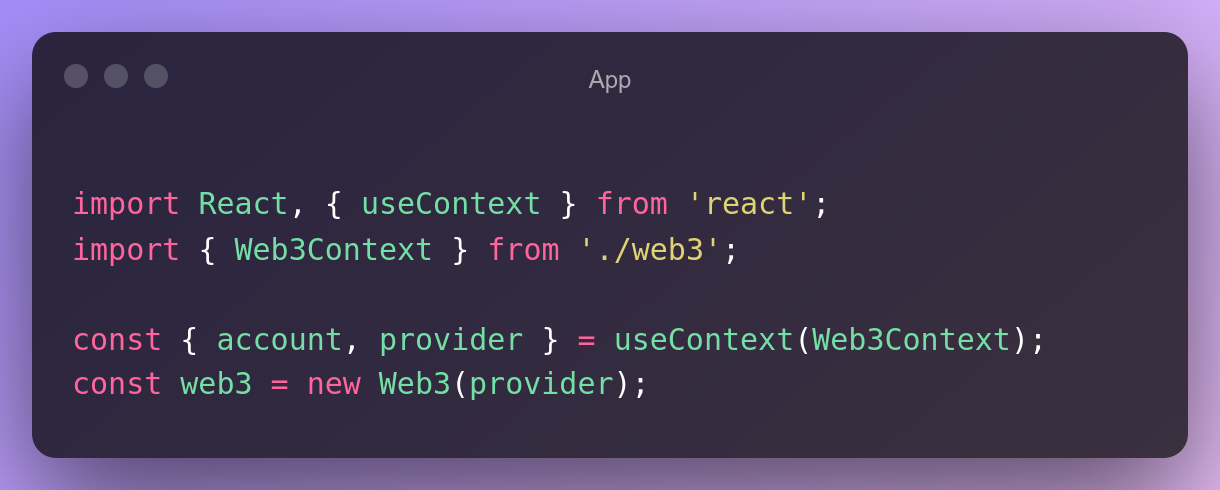 App
import React, { useContext } from 'react';
import { Web3Context } from './web3';
const { account, provider } = useContext(Web3Context);
const web3 = new Web3(provider);